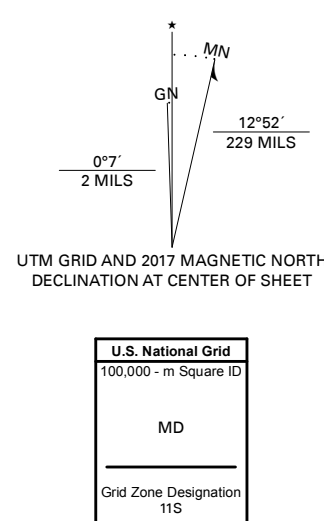 ★
MN
GN
12°52´
229 MILS
0°7´
2 MILS
UTM GRID AND 2017 MAGNETIC NORTH
DECLINATION AT CENTER OF SHEET
U.S. National Grid
100,000 - m Square ID
MD
Grid Zone Designation
11S